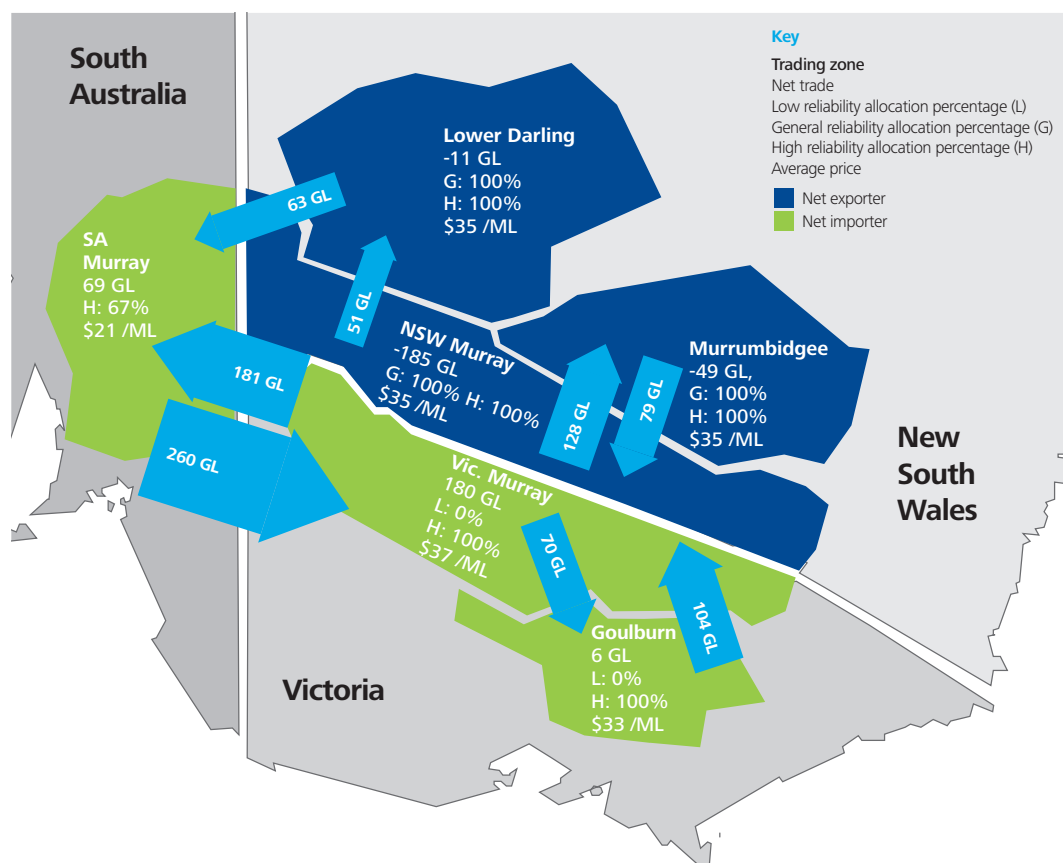 South
Australia
Key
Trading zone
Net trade
Low reliability allocation percentage (L)
General reliability allocation percentage (G)
High reliability allocation percentage (H)
Average price
Net exporter
Net importer
Lower Darling
-11 GL
G: 100%
H: 100%
$35 /ML
63 GL
SA
Murray
69 GL
H: 67%
$21 /ML
51 GL
NSW Murray
-185 GL
G: 100% H: 100%
$35 /ML
128 GL
79 GL
Murrumbidgee
-49 GL,
G: 100%
H: 100%
$35 /ML
181 GL
260 GL
New
South
Wales
Vic. Murray
180 GL
L: 0%
H: 100%
$37 /ML
70 GL
104 GL
Goulburn
6 GL
L: 0%
H: 100%
$33 /ML
Victoria